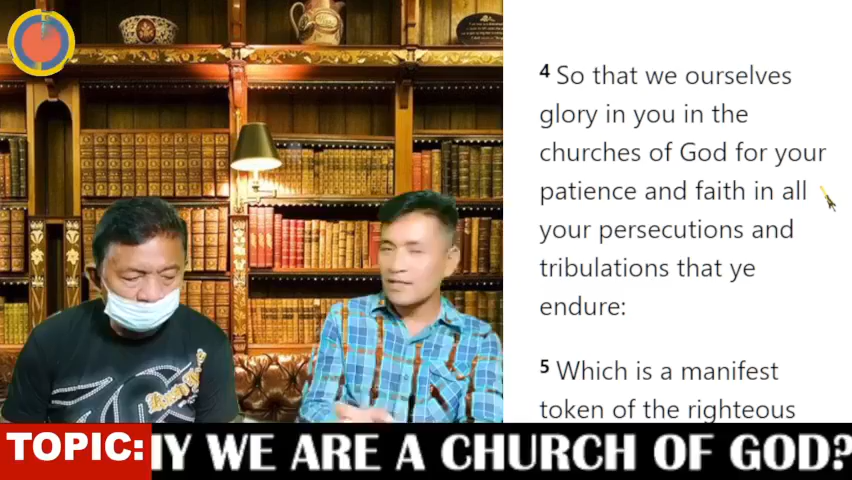 4 So that we ourselves
glory in you in the
churches of God for your
patience and faith in all
your persecutions and
tribulations that ye
endure:
5 Which is a manifest
token of the righteous
TOPIC: HY WE ARE A CHURCH OF GOD?